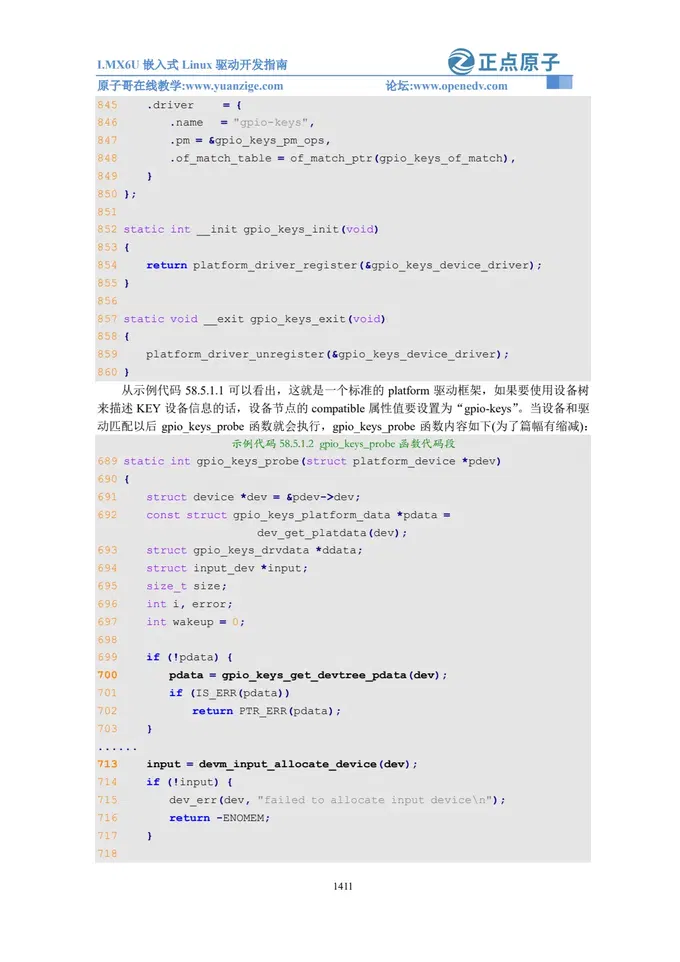 I.MX6U 嵌入式 Linux 驱动开发指南
正点原子
原子哥在线教学:www.yuanzige.com 论坛:www.openedv.com
845 .driver = {
846 .name = "gpio-keys",
847 .pm = &gpio_keys_pm_ops,
848 .of_match_table = of_match_ptr(gpio_keys_of_match),
849 }
850 };
851
852 static int __init gpio_keys_init(void)
853 {
854 return platform_driver_register(&gpio_keys_device_driver);
855 }
856
857 static void __exit gpio_keys_exit(void)
858 {
859 platform_driver_unregister(&gpio_keys_device_driver);
860 }
从示例代码 58.5.1.1 可以看出，这就是一个标准的 platform 驱动框架，如果要使用设备树
来描述 KEY 设备信息的话，设备节点的 compatible 属性值要设置为“gpio-keys”。当设备和驱
动匹配以后 gpio_keys_probe 函数就会执行，gpio_keys_probe 函数内容如下(为了篇幅有缩减)：
示例代码 58.5.1.2 gpio_keys_probe 函数代码段
689 static int gpio_keys_probe(struct platform_device *pdev)
690 {
691 struct device *dev = &pdev->dev;
692 const struct gpio_keys_platform_data *pdata =
dev_get_platdata(dev);
693 struct gpio_keys_drvdata *ddata;
694 struct input_dev *input;
695 size_t size;
696 int i, error;
697 int wakeup = 0;
698
699 if (!pdata) {
700 pdata = gpio_keys_get_devtree_pdata(dev);
701 if (IS_ERR(pdata))
702 return PTR_ERR(pdata);
703 }
......
713 input = devm_input_allocate_device(dev);
714 if (!input) {
715 dev_err(dev, "failed to allocate input device\n");
716 return -ENOMEM;
717 }
718
1411